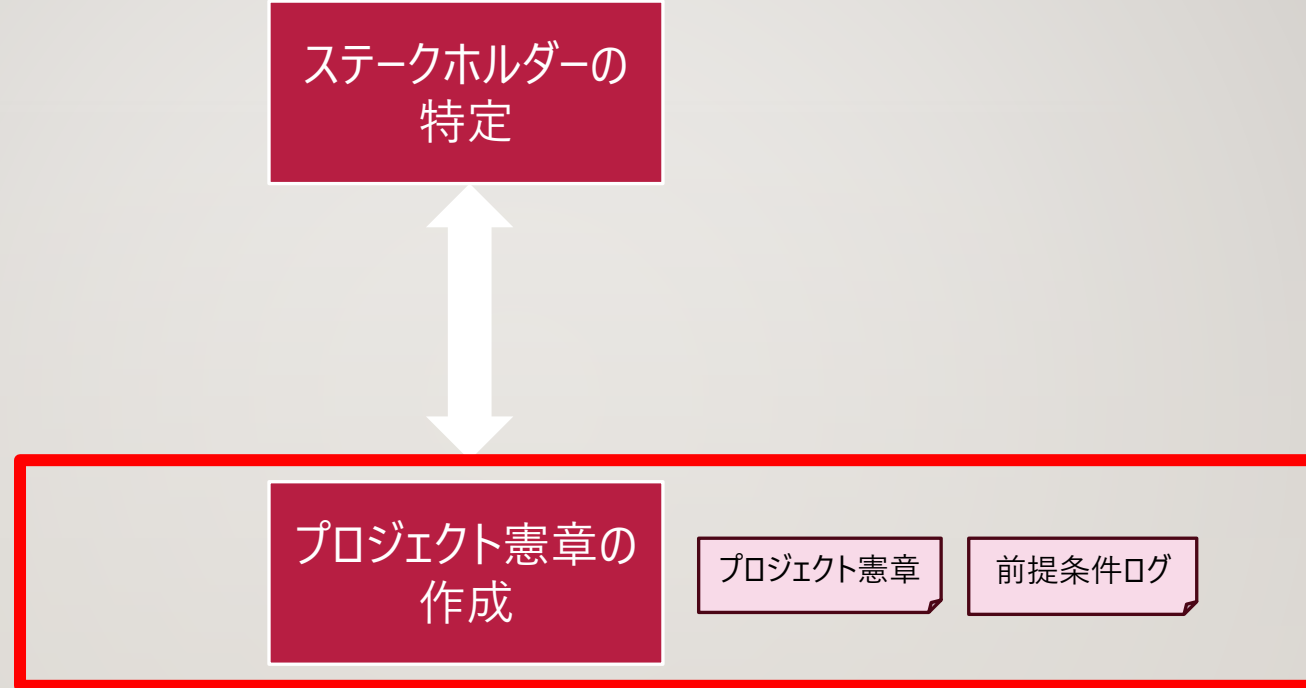 ステークホルダーの
特定
プロジェクト憲章の
作成
プロジェクト憲章
前提条件ログ